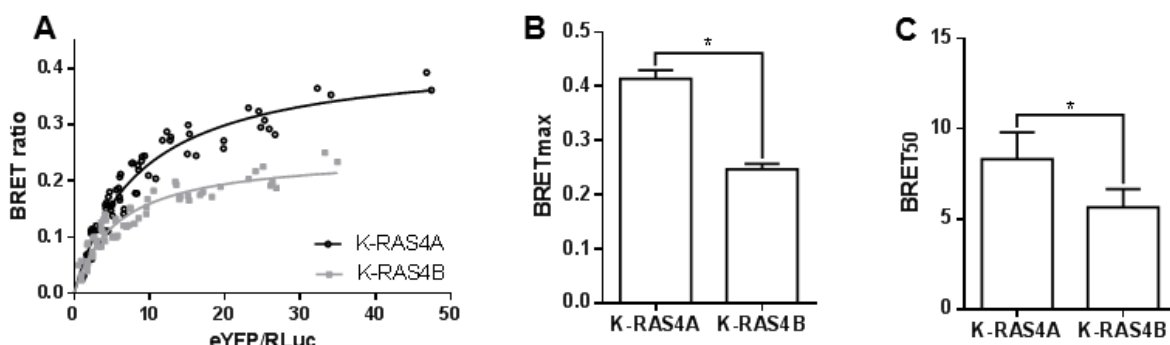 A
BRET ratio
0.4
0.3
0.2
0.1
0.0
0 10 20 30 40 50
eYFP/RLuc
K-RAS4A
K-RAS4B
B
BRETmax
0.5
0.4
0.3
0.2
0.1
0.0
*
K-RAS4A K-RAS4B
C
BRET50
15
10
5
0
*
K-RAS4A K-RAS4B